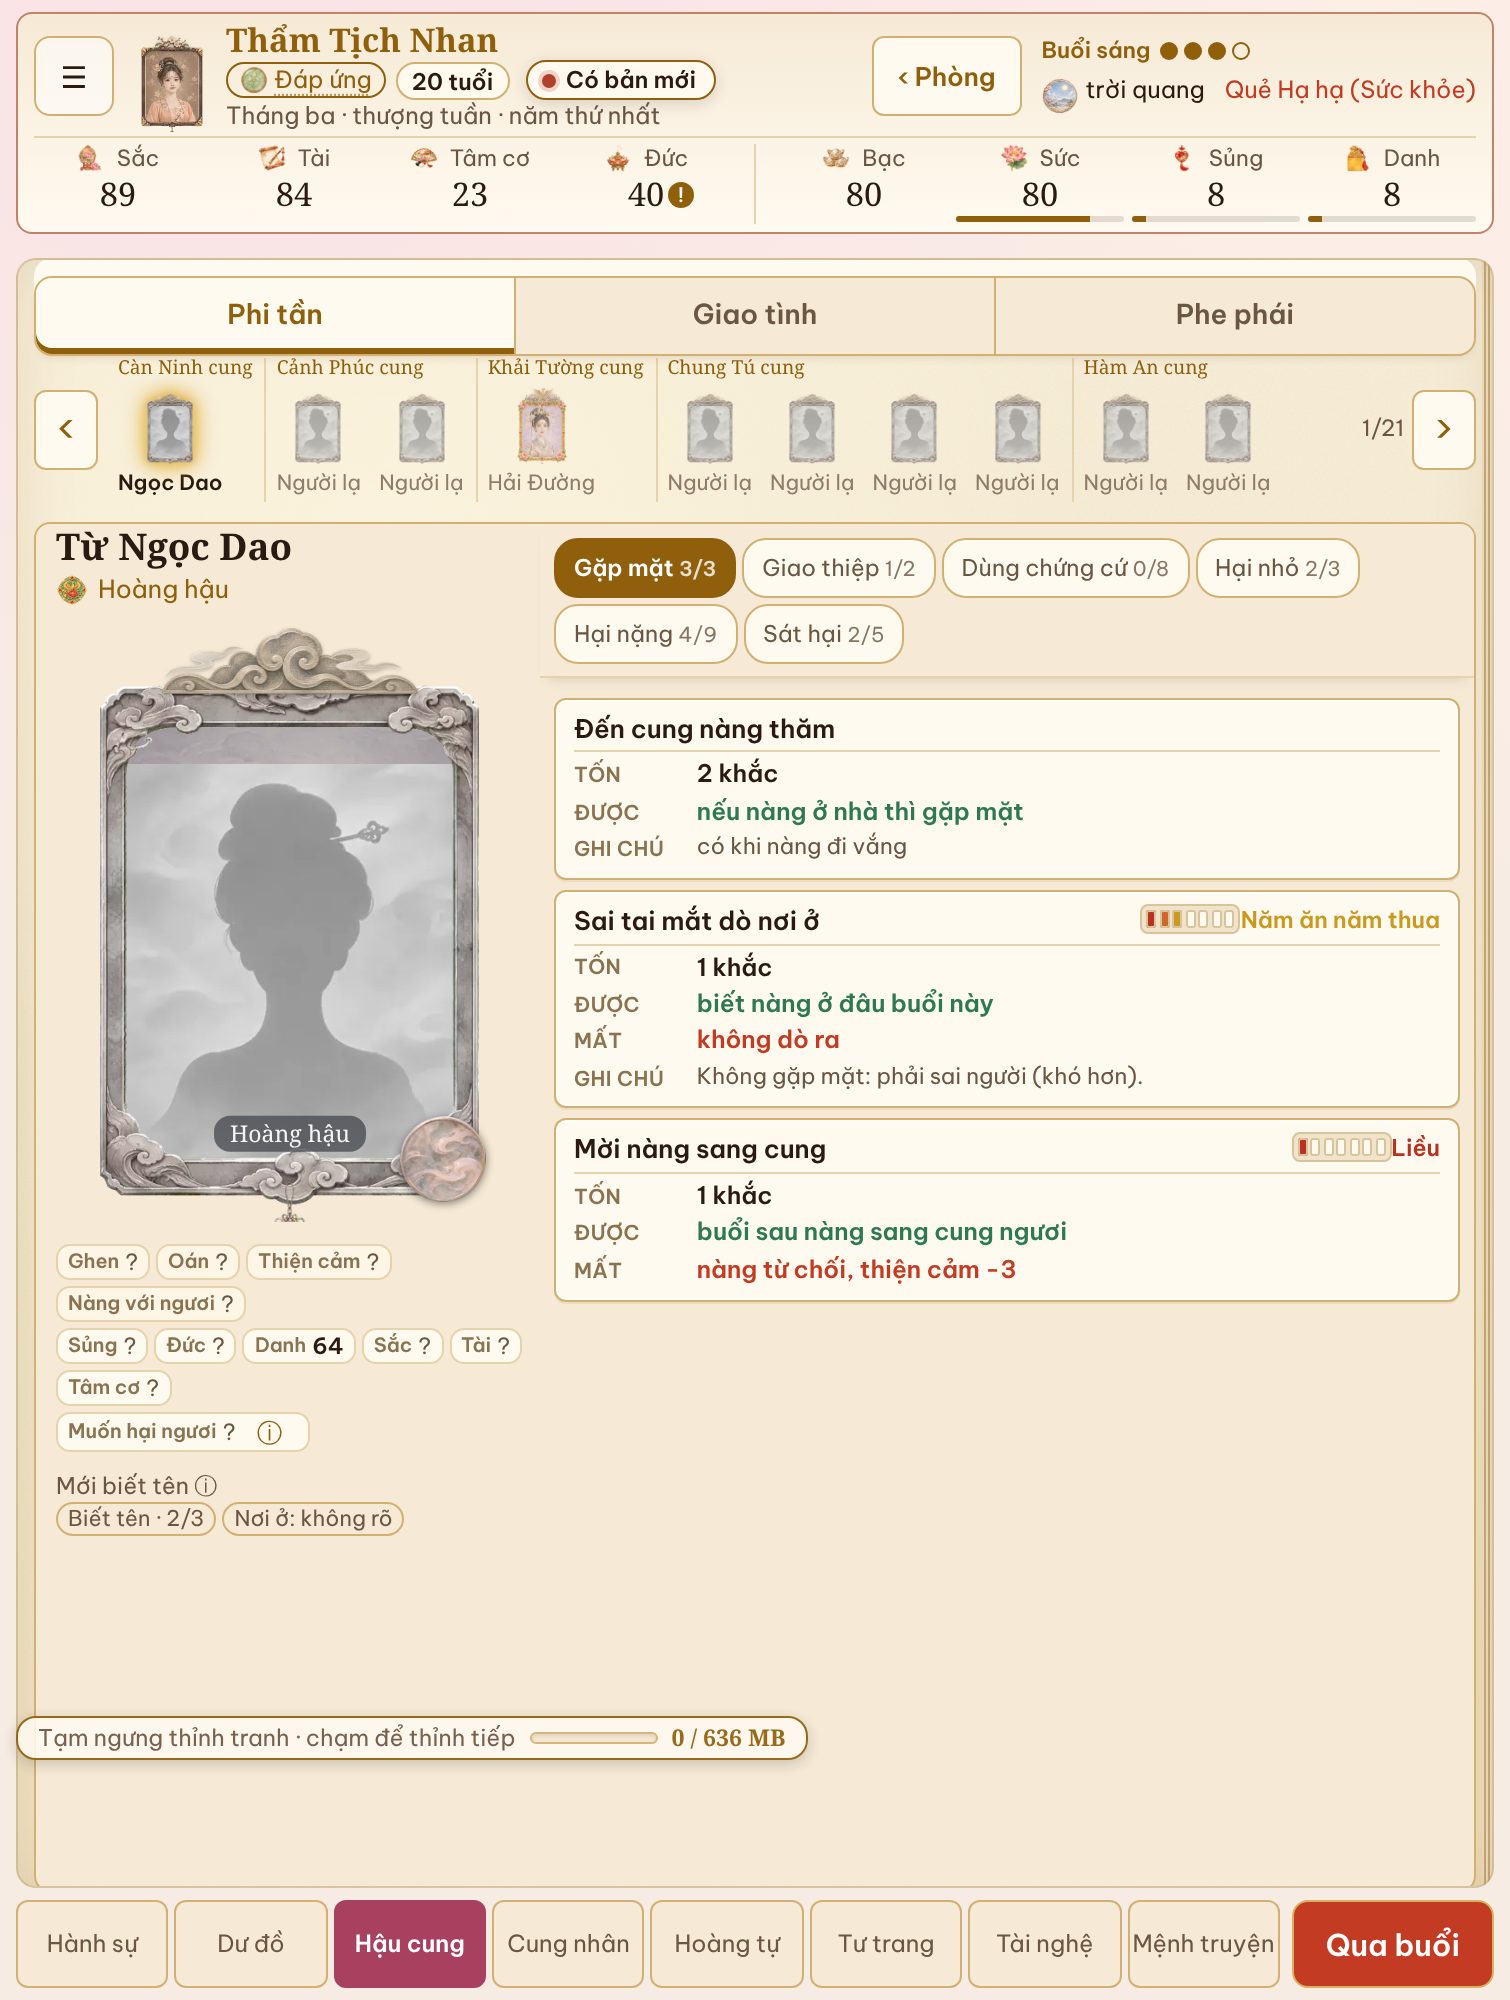 ☰
Thẩm Tịch Nhan
Đáp ứng
20 tuổi
Có bản mới
Tháng ba · thượng tuần · năm thứ nhất
‹ Phòng
Buổi sáng
trời quang
Quẻ Hạ hạ (Sức khỏe)
Sắc
89
Tài
84
Tâm cơ
23
Đức
40 !
Bạc
80
Sức
80
Sủng
8
Danh
8
Phi tần
Giao tình
Phe phái
Càn Ninh cung
Cảnh Phúc cung
Khải Tường cung
Chung Tú cung
Hàm An cung
‹
Ngọc Dao
Người lạ
Người lạ
Hải Đường
Người lạ
Người lạ
Người lạ
Người lạ
Người lạ
Người lạ
1/21
›
Từ Ngọc Dao
Hoàng hậu
Hoàng hậu
Ghen ?
Oán ?
Thiện cảm ?
Nàng với ngươi ?
Sủng ?
Đức ?
Danh 64
Sắc ?
Tài ?
Tâm cơ ?
Muốn hại ngươi ? ⓘ
Mới biết tên ⓘ
Biết tên · 2/3
Nơi ở: không rõ
Gặp mặt 3/3
Giao thiệp 1/2
Dùng chứng cứ 0/8
Hại nhỏ 2/3
Hại nặng 4/9
Sát hại 2/5
Đến cung nàng thăm
TỐN 2 khắc
ĐƯỢC nếu nàng ở nhà thì gặp mặt
GHI CHÚ có khi nàng đi vắng
Sai tai mắt dò nơi ở
Năm ăn năm thua
TỐN 1 khắc
ĐƯỢC biết nàng ở đâu buổi này
MẤT không dò ra
GHI CHÚ Không gặp mặt: phải sai người (khó hơn).
Mời nàng sang cung
Liều
TỐN 1 khắc
ĐƯỢC buổi sau nàng sang cung ngươi
MẤT nàng từ chối, thiện cảm -3
Tạm ngưng thỉnh tranh · chạm để thỉnh tiếp
0 / 636 MB
Hành sự
Dư đồ
Hậu cung
Cung nhân
Hoàng tự
Tư trang
Tài nghệ
Mệnh truyện
Qua buổi